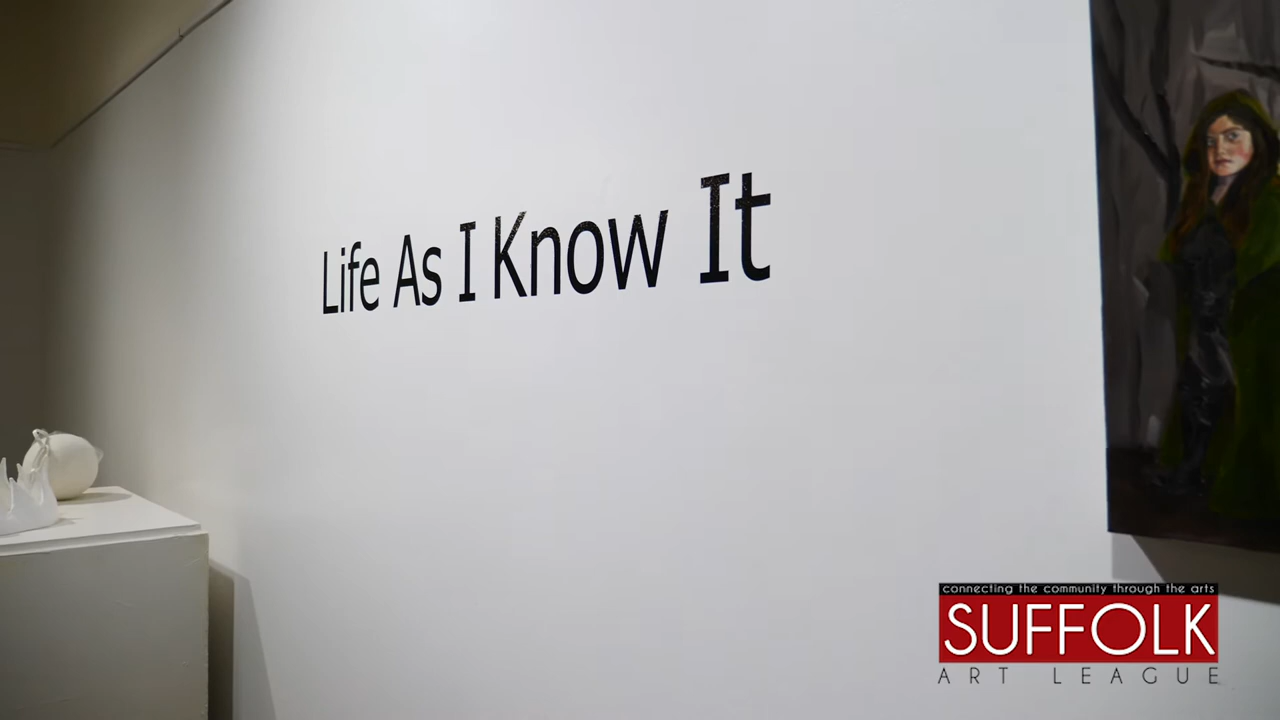 Life As I Know It
connecting the community through the arts
SUFFOLK
ART LEAGUE